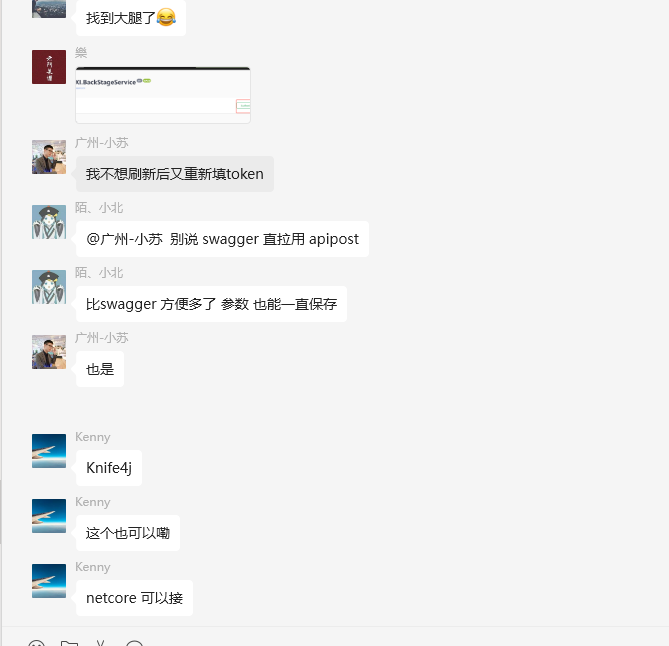 找到大腿了😂
樂
KI.BackStageService
广州-小苏
我不想刷新后又重新填token
陌、小北
@广州-小苏 别说 swagger 直拉用 apipost
陌、小北
比swagger 方便多了 参数 也能一直保存
广州-小苏
也是
Kenny
Knife4j
Kenny
这个也可以嘞
Kenny
netcore 可以接